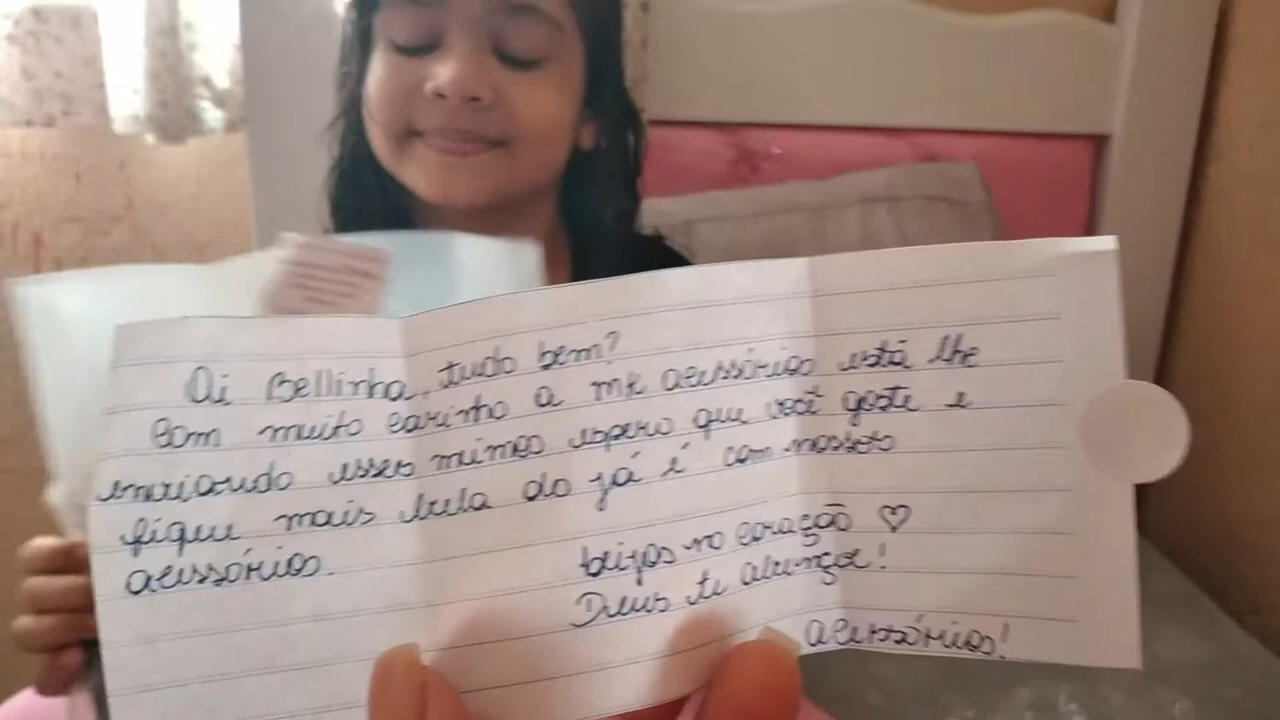 Oi Bellinha, tudo bem?
Com muito carinho a mk acessórios está lhe
enviando esses mimos espero que você goste e
fique mais bela do já é com nossos
acessórios.
beijos no coração ♡
Deus te abençoe!
acessórios!